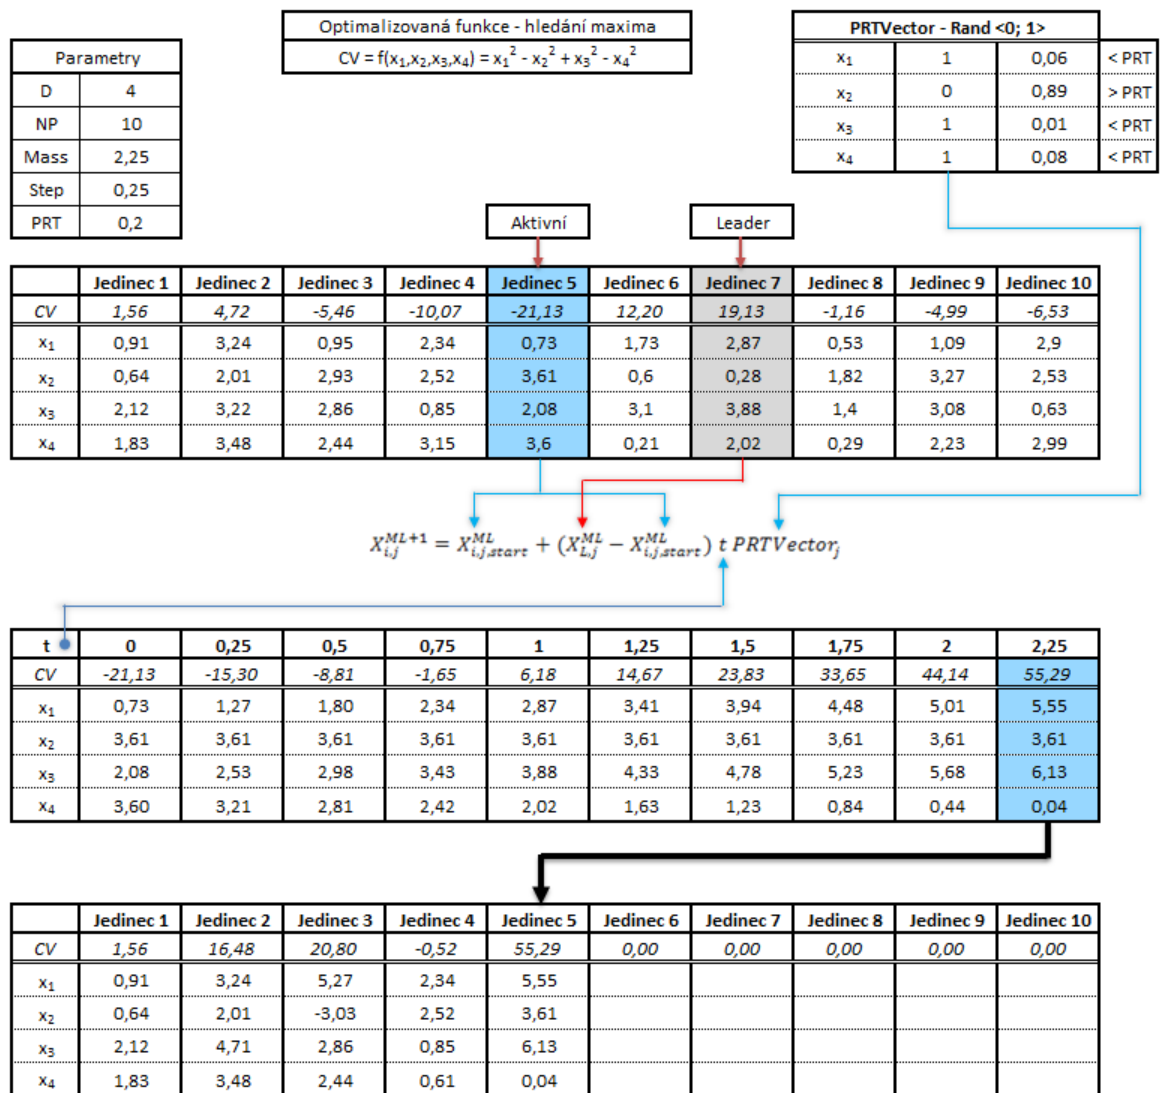 Optimalizovaná funkce - hledání maxima
CV = f(x₁,x₂,x₃,x₄) = x₁² - x₂² + x₃² - x₄²
PRTVector - Rand <0; 1>
x₁ 1 0,06 < PRT
x₂ 0 0,89 > PRT
x₃ 1 0,01 < PRT
x₄ 1 0,08 < PRT
Parametry
D 4
NP 10
Mass 2,25
Step 0,25
PRT 0,2
Aktivní Leader
Jedinec 1 Jedinec 2 Jedinec 3 Jedinec 4 Jedinec 5 Jedinec 6 Jedinec 7 Jedinec 8 Jedinec 9 Jedinec 10
CV 1,56 4,72 -5,46 -10,07 -21,13 12,20 19,13 -1,16 -4,99 -6,53
x₁ 0,91 3,24 0,95 2,34 0,73 1,73 2,87 0,53 1,09 2,9
x₂ 0,64 2,01 2,93 2,52 3,61 0,6 0,28 1,82 3,27 2,53
x₃ 2,12 3,22 2,86 0,85 2,08 3,1 3,88 1,4 3,08 0,63
x₄ 1,83 3,48 2,44 3,15 3,6 0,21 2,02 0,29 2,23 2,99
X_{i,j}^{ML+1} = X_{i,j,start}^{ML} + (X_{L,j}^{ML} − X_{i,j,start}^{ML}) t PRTVector_j
t 0 0,25 0,5 0,75 1 1,25 1,5 1,75 2 2,25
CV -21,13 -15,30 -8,81 -1,65 6,18 14,67 23,83 33,65 44,14 55,29
x₁ 0,73 1,27 1,80 2,34 2,87 3,41 3,94 4,48 5,01 5,55
x₂ 3,61 3,61 3,61 3,61 3,61 3,61 3,61 3,61 3,61 3,61
x₃ 2,08 2,53 2,98 3,43 3,88 4,33 4,78 5,23 5,68 6,13
x₄ 3,60 3,21 2,81 2,42 2,02 1,63 1,23 0,84 0,44 0,04
Jedinec 1 Jedinec 2 Jedinec 3 Jedinec 4 Jedinec 5 Jedinec 6 Jedinec 7 Jedinec 8 Jedinec 9 Jedinec 10
CV 1,56 16,48 20,80 -0,52 55,29 0,00 0,00 0,00 0,00 0,00
x₁ 0,91 3,24 5,27 2,34 5,55
x₂ 0,64 2,01 -3,03 2,52 3,61
x₃ 2,12 4,71 2,86 0,85 6,13
x₄ 1,83 3,48 2,44 0,61 0,04